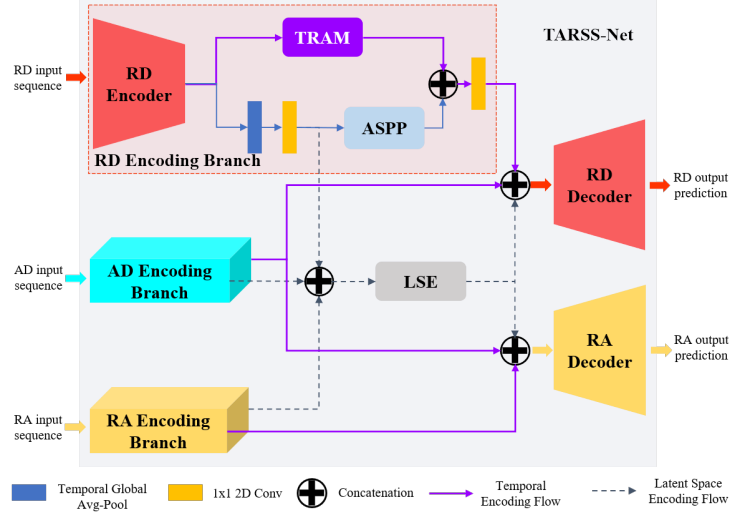 TARSS-Net
TRAM
RD input
sequence
RD
Encoder
ASPP
RD Encoding Branch
RD
Decoder
RD output
prediction
AD input
sequence
AD Encoding
Branch
LSE
RA
Decoder
RA output
prediction
RA input
sequence
RA Encoding
Branch
Temporal Global
Avg-Pool
1x1 2D Conv
Concatenation
Temporal
Encoding Flow
Latent Space
Encoding Flow